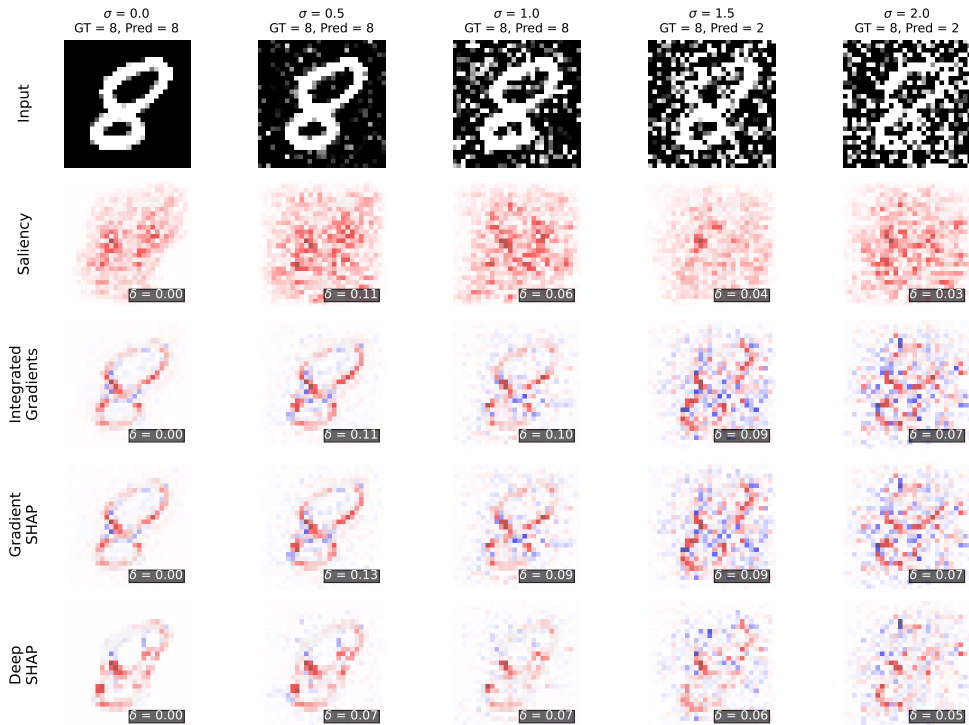 σ = 0.0
GT = 8, Pred = 8
σ = 0.5
GT = 8, Pred = 8
σ = 1.0
GT = 8, Pred = 8
σ = 1.5
GT = 8, Pred = 2
σ = 2.0
GT = 8, Pred = 2
Input
Saliency
δ = 0.00
δ = 0.11
δ = 0.06
δ = 0.04
δ = 0.03
Integrated
Gradients
δ = 0.00
δ = 0.11
δ = 0.10
δ = 0.09
δ = 0.07
Gradient
SHAP
δ = 0.00
δ = 0.13
δ = 0.09
δ = 0.09
δ = 0.07
Deep
SHAP
δ = 0.00
δ = 0.07
δ = 0.07
δ = 0.06
δ = 0.05